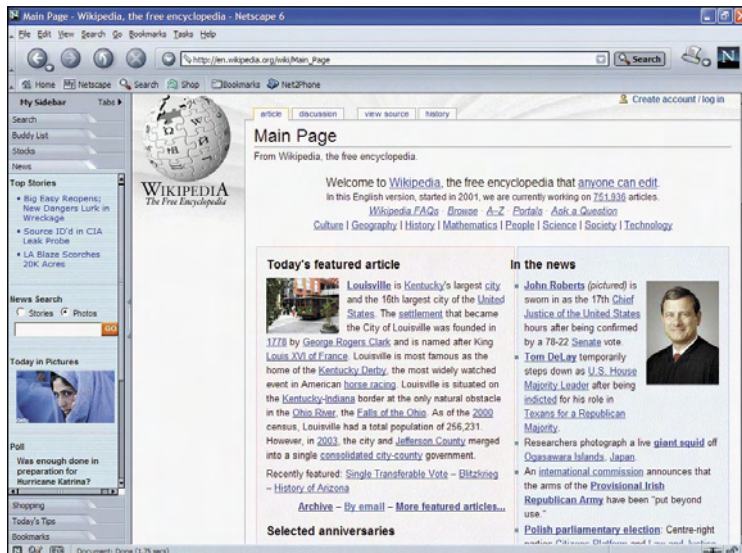 Main Page - Wikipedia, the free encyclopedia - Netscape 6
File Edit View Search Go Bookmarks Tasks Help
http://en.wikipedia.org/wiki/Main_Page
Search
N
Home
Netscape
Search
Shop
Bookmarks
Net2Phone
My Sidebar
Tabs
Search
Buddy List
Stocks
News
Top Stories
Big Easy Reopens;
New Dangers Lurk in
Wreckage
Source ID'd in CIA
Leak Probe
LA Blaze Scorches
20K Acres
News Search
Stories Photos
GO
Today in Pictures
Poll
Was enough done in
preparation for
Hurricane Katrina?
Shopping
Today's Tips
Bookmarks
WIKIPEDIA
The Free Encyclopedia
Create account / log in
article
discussion
view source
history
Main Page
From Wikipedia, the free encyclopedia.
Welcome to Wikipedia, the free encyclopedia that anyone can edit.
In this English version, started in 2001, we are currently working on 751,936 articles.
Wikipedia FAQs · Browse · A–Z · Portals · Ask a Question
Culture | Geography | History | Mathematics | People | Science | Society | Technology
Today's featured article
Louisville is Kentucky's largest city
and the 16th largest city of the United
States. The settlement that became
the City of Louisville was founded in
1778 by George Rogers Clark and is named after King
Louis XVI of France. Louisville is most famous as the
home of the Kentucky Derby, the most widely watched
event in American horse racing. Louisville is situated on
the Kentucky-Indiana border at the only natural obstacle
in the Ohio River, the Falls of the Ohio. As of the 2000
census, Louisville had a total population of 256,231.
However, in 2003, the city and Jefferson County merged
into a single consolidated city-county government.
Recently featured: Single Transferable Vote – Blitzkrieg
– History of Arizona
Archive – By email – More featured articles...
Selected anniversaries
In the news
John Roberts (pictured) is
sworn in as the 17th Chief
Justice of the United States
hours after being confirmed
by a 78-22 Senate vote.
Tom DeLay temporarily
steps down as U.S. House
Majority Leader after being
indicted for his role in
Texans for a Republican
Majority.
Researchers photograph a live giant squid off
Ogasawara Islands, Japan.
An international commission announces that
the arms of the Provisional Irish
Republican Army have been "put beyond
use."
Polish parliamentary election: Centre-right
parties Citizens Platform and Law and Justice
Document: Done (1.75 secs)